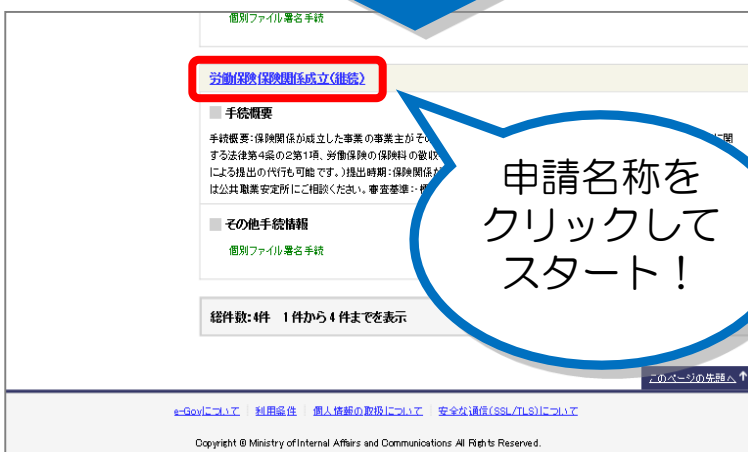 個別ファイル署名手続
労働保険保険関係成立(継続)
手続概要
手続概要:保険関係が成立した事業の事業主がその
に関
する法律第4条の2第1項、労働保険の保険料の徴収
による提出の代行も可能です。)提出時期:保険関係が
は公共職業安定所にご相談ください。審査基準:-標
その他手続情報
個別ファイル署名手続
申請名称を
クリックして
スタート！
総件数:4件 1件から4件までを表示
このページの先頭へ↑
e-Govについて 利用条件 個人情報の取扱について 安全な通信(SSL/TLS)について
Copyright © Ministry of Internal Affairs and Communications All Rights Reserved.